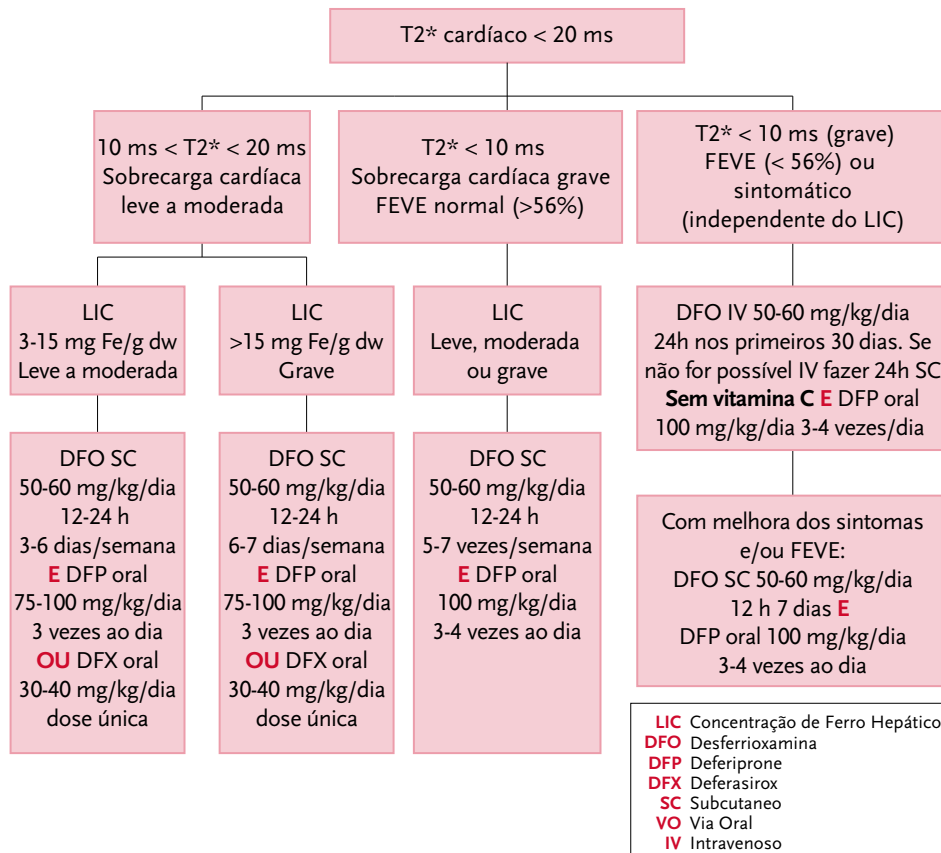 T2* cardíaco < 20 ms
10 ms < T2* < 20 ms
Sobrecarga cardíaca
leve a moderada
T2* < 10 ms
Sobrecarga cardíaca grave
FEVE normal (>56%)
T2* < 10 ms (grave)
FEVE (< 56%) ou
sintomático
(independente do LIC)
LIC
3-15 mg Fe/g dw
Leve a moderada
LIC
>15 mg Fe/g dw
Grave
LIC
Leve, moderada
ou grave
DFO IV 50-60 mg/kg/dia
24h nos primeiros 30 dias. Se
não for possível IV fazer 24h SC
Sem vitamina C E DFP oral
100 mg/kg/dia 3-4 vezes/dia
DFO SC
50-60 mg/kg/dia
12-24 h
3-6 dias/semana
E DFP oral
75-100 mg/kg/dia
3 vezes ao dia
OU DFX oral
30-40 mg/kg/dia
dose única
DFO SC
50-60 mg/kg/dia
12-24 h
6-7 dias/semana
E DFP oral
75-100 mg/kg/dia
3 vezes ao dia
OU DFX oral
30-40 mg/kg/dia
dose única
DFO SC
50-60 mg/kg/dia
12-24 h
5-7 vezes/semana
E DFP oral
100 mg/kg/dia
3-4 vezes ao dia
Com melhora dos sintomas
e/ou FEVE:
DFO SC 50-60 mg/kg/dia
12 h 7 dias E
DFP oral 100 mg/kg/dia
3-4 vezes ao dia
LIC Concentração de Ferro Hepático
DFO Desferrioxamina
DFP Deferiprone
DFX Deferasirox
SC Subcutaneo
VO Via Oral
IV Intravenoso